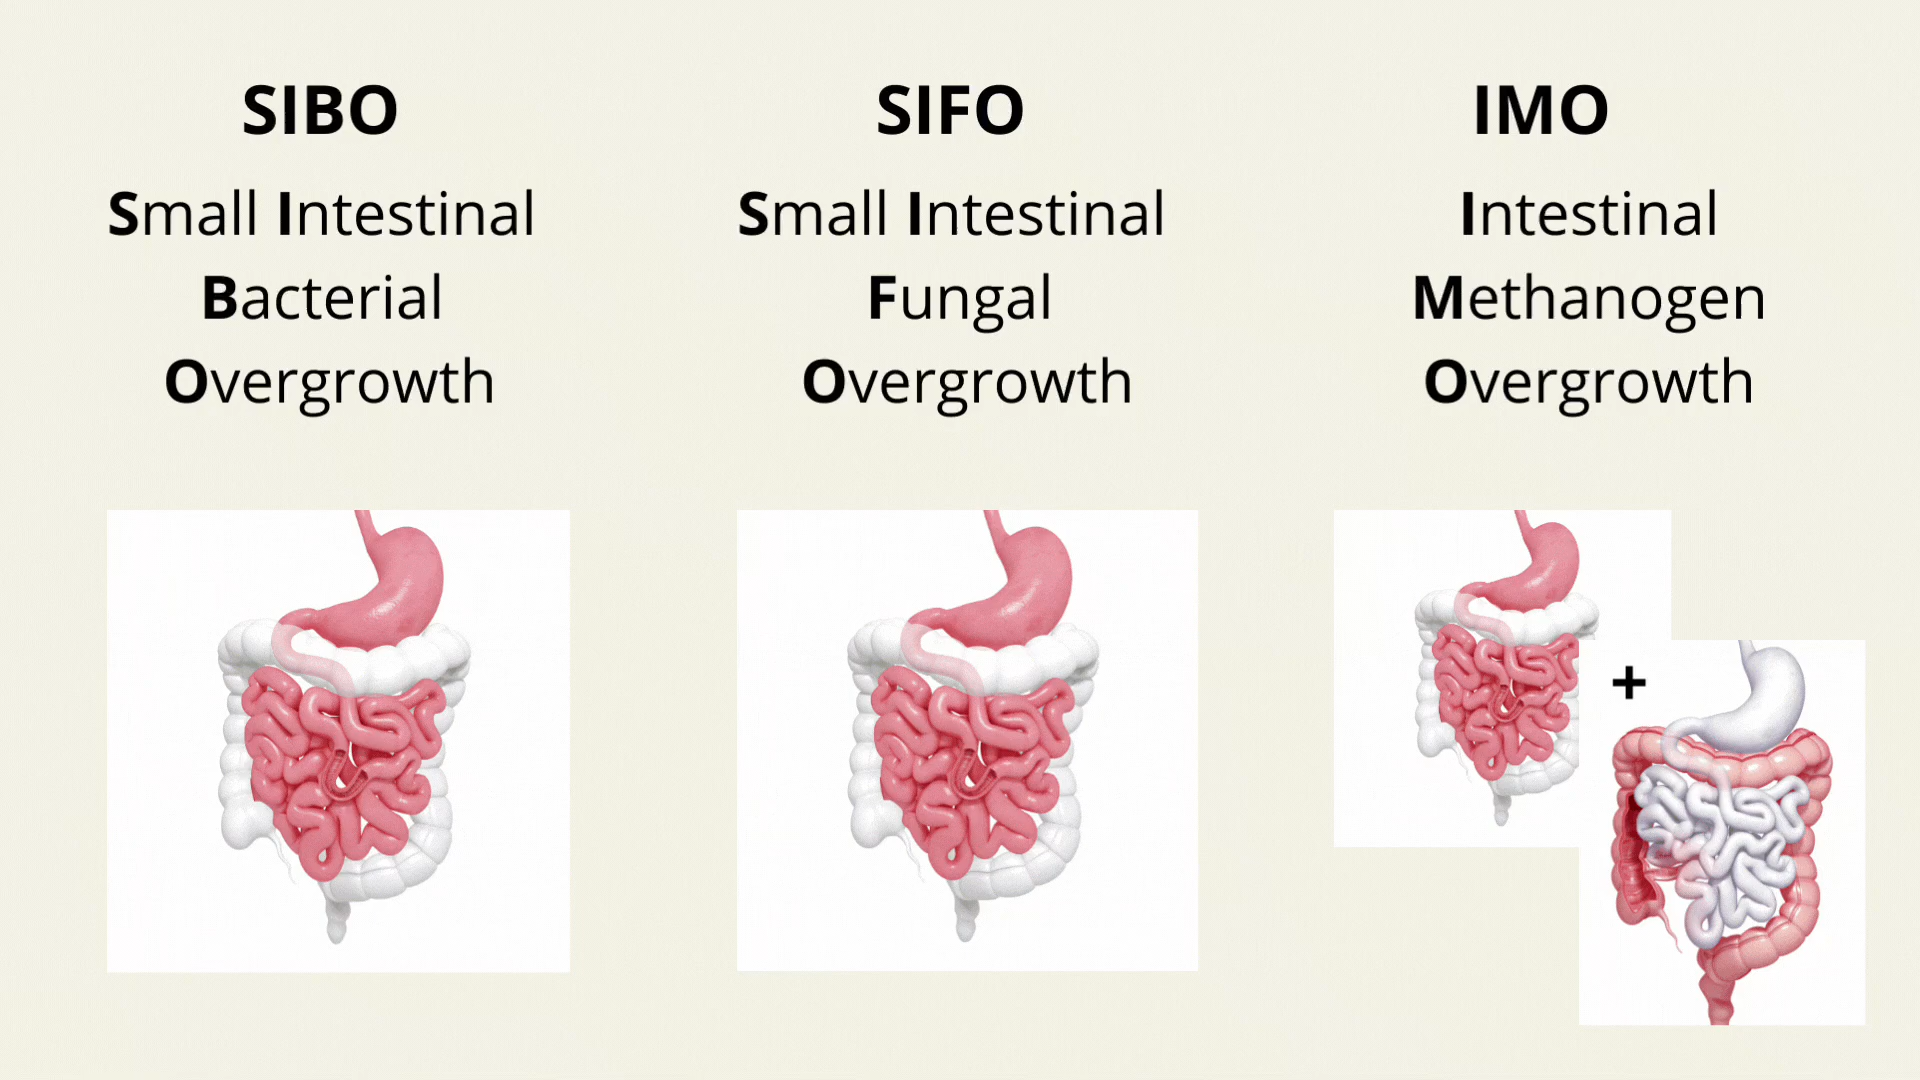 SIBO
Small Intestinal
Bacterial
Overgrowth
SIFO
Small Intestinal
Fungal
Overgrowth
IMO
Intestinal
Methanogen
Overgrowth
+